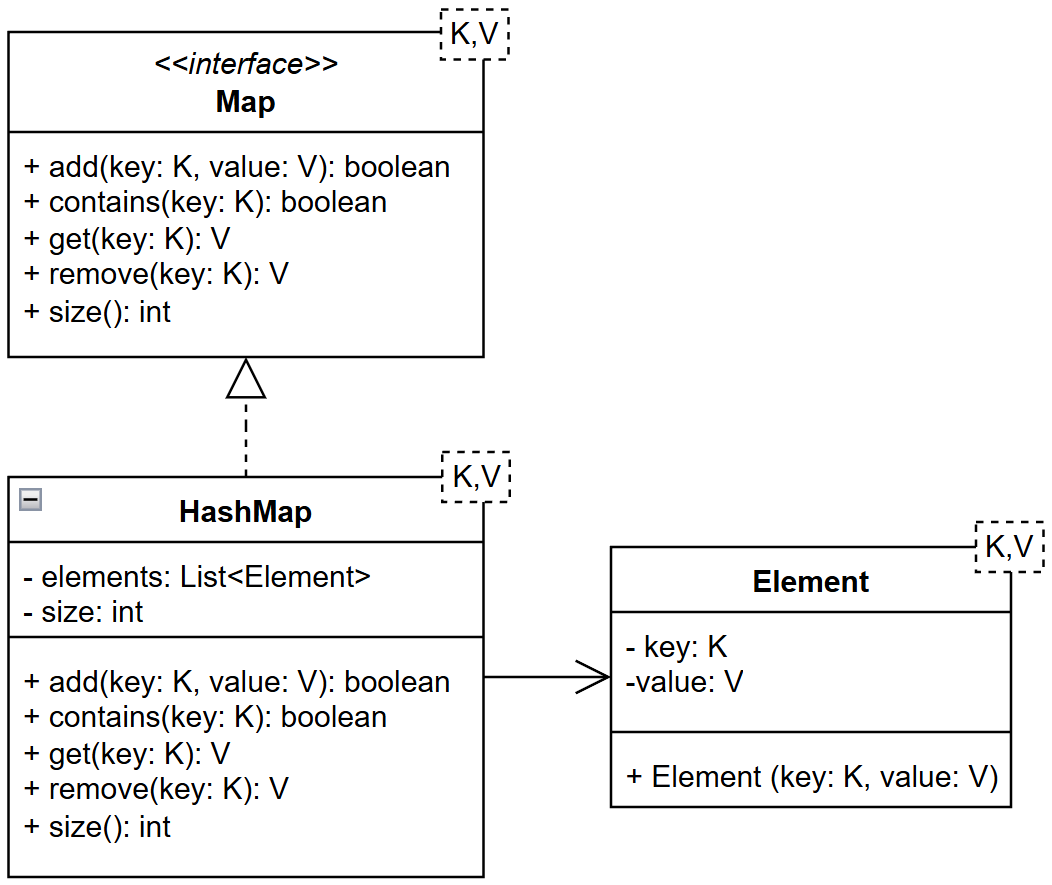 K,V
<<interface>>
Map
+ add(key: K, value: V): boolean
+ contains(key: K): boolean
+ get(key: K): V
+ remove(key: K): V
+ size(): int
K,V
HashMap
- elements: List<Element>
- size: int
+ add(key: K, value: V): boolean
+ contains(key: K): boolean
+ get(key: K): V
+ remove(key: K): V
+ size(): int
K,V
Element
- key: K
-value: V
+ Element (key: K, value: V)